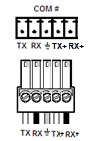 COM #
TX RX ⏚ TX+ RX+
TX RX ⏚ TX+ RX+